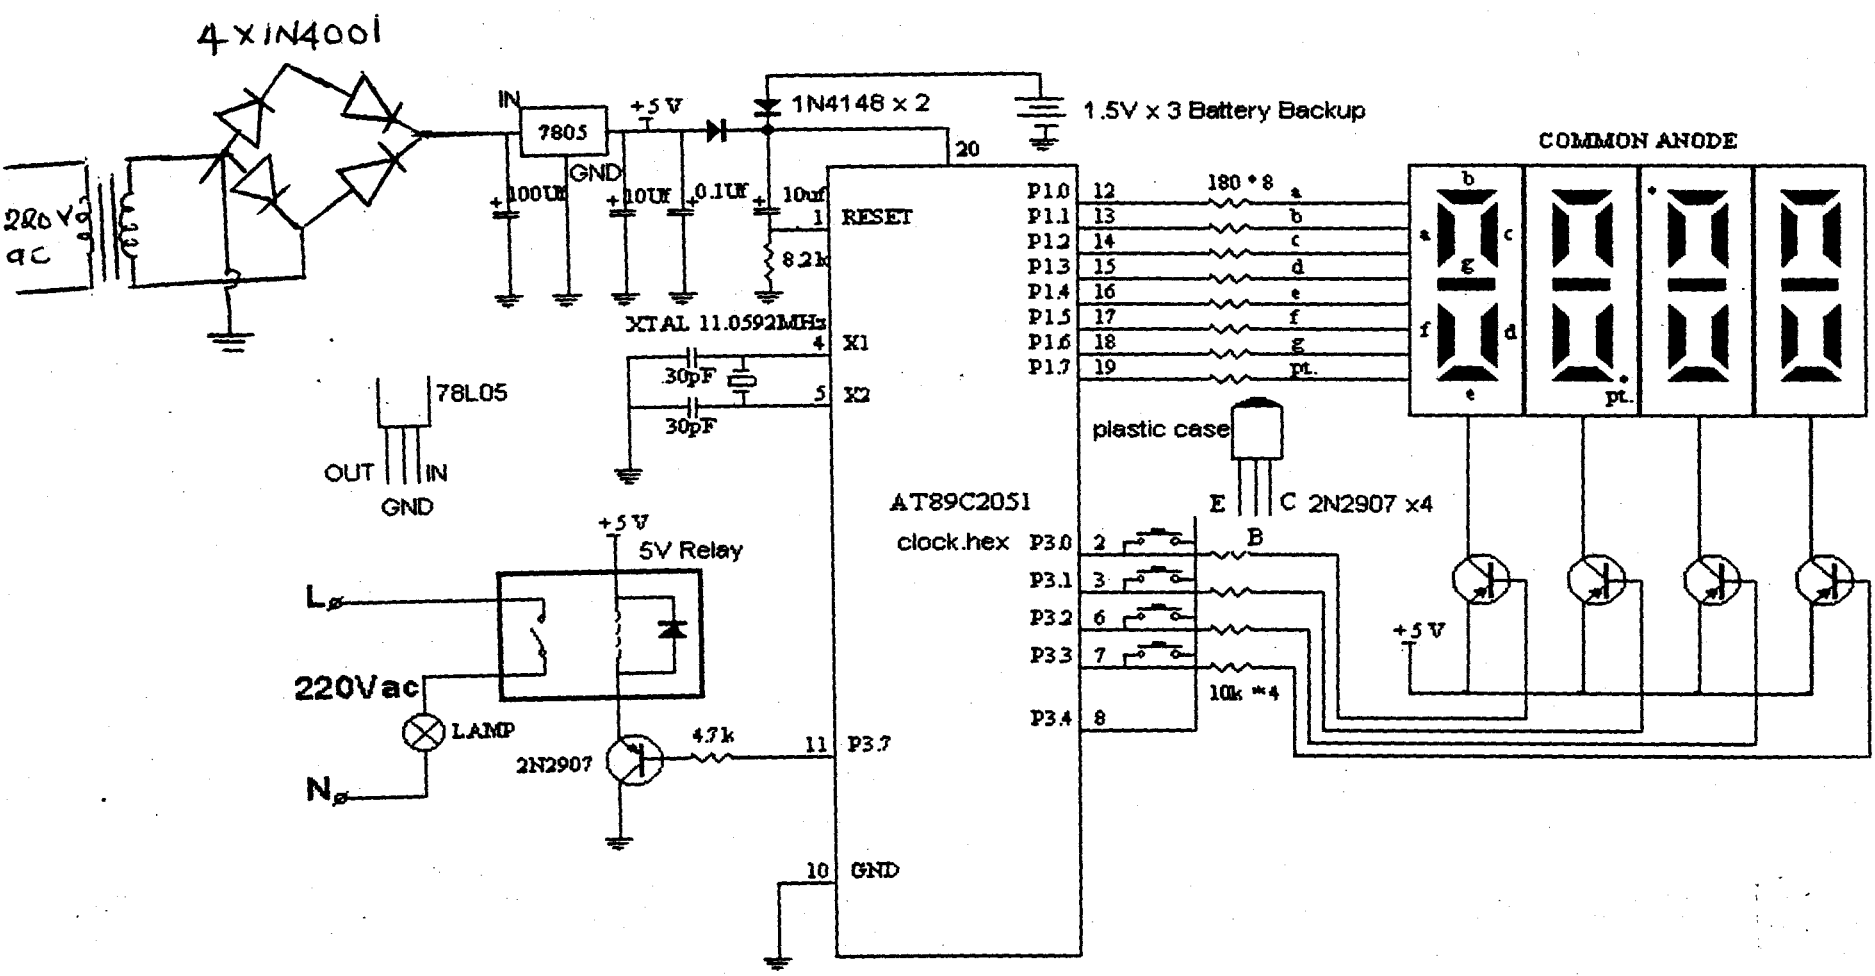 4 X IN4001
IN
7805
GND
+5V
1N4148 x 2
1.5V x 3 Battery Backup
COMMON ANODE
220V
ac
+
100Uf
+
10Uf
+
0.1Uf
+
10uf
8.2k
20
1
RESET
XTAL 11.0592MHz
4
X1
30pF
5
X2
30pF
78L05
OUT
IN
GND
P1.0
12
180 * 8
a
P1.1
13
b
P1.2
14
c
P1.3
15
d
P1.4
16
e
P1.5
17
f
P1.6
18
g
P1.7
19
pt.
b
a
c
g
f
d
e
pt.
plastic case
E
C
2N2907 x4
B
AT89C2051
clock.hex
P3.0
2
P3.1
3
P3.2
6
P3.3
7
10k *4
P3.4
8
+5V
+5V
5V Relay
L
220Vac
LAMP
N
2N2907
4.7k
11
P3.7
10
GND